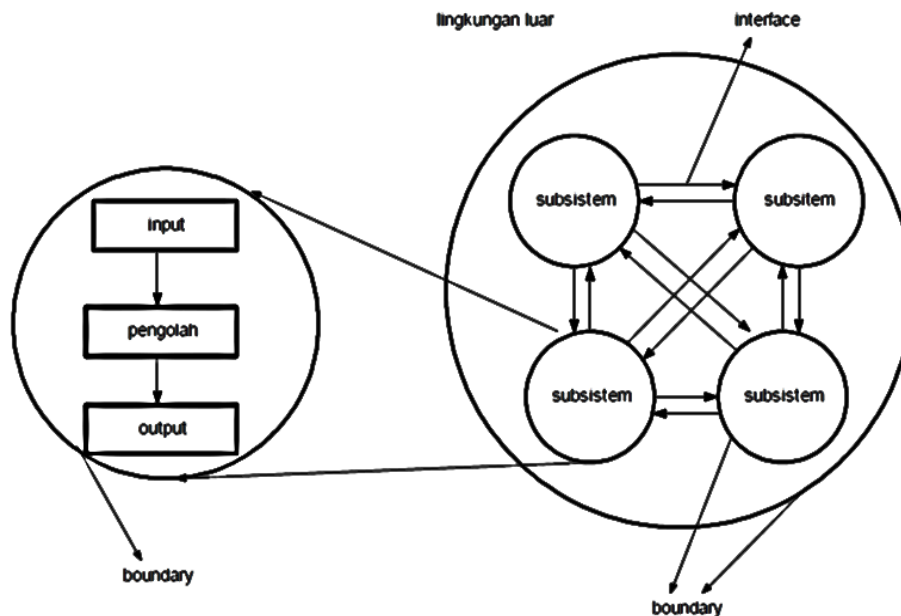 lingkungan luar
interface
subsistem
subsitem
input
pengolah
output
subsistem
subsistem
boundary
boundary